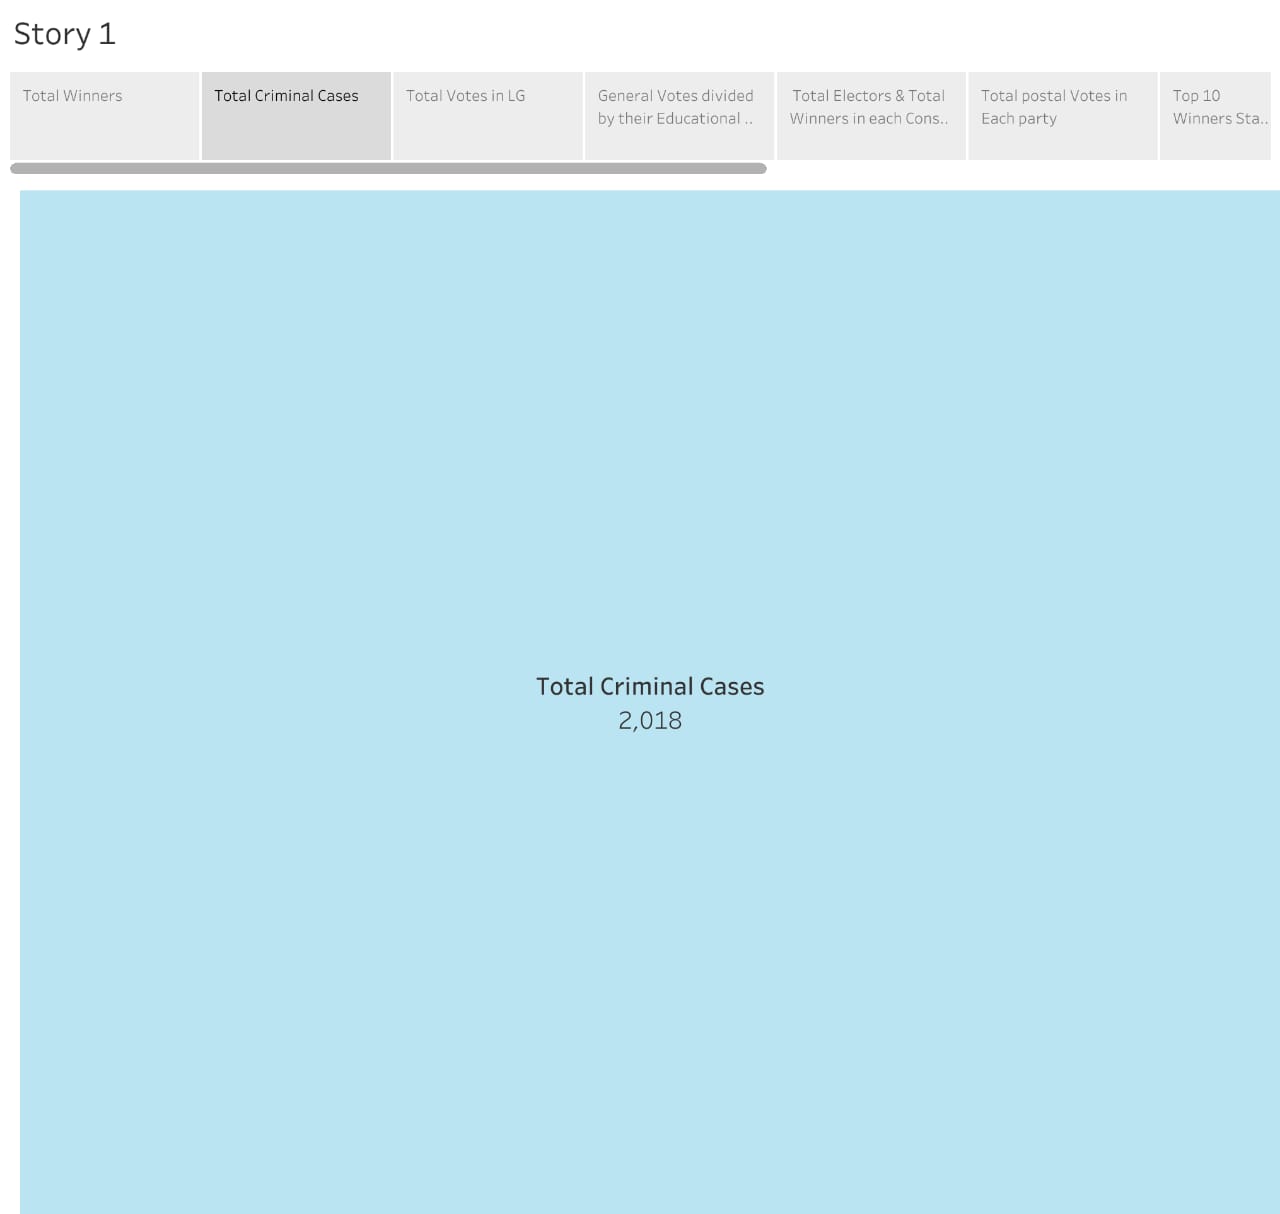 Story 1
Total Winners
Total Criminal Cases
Total Votes in LG
General Votes divided
by their Educational ..
Total Electors & Total
Winners in each Cons..
Total postal Votes in
Each party
Top 10
Winners Sta..
Total Criminal Cases
2,018